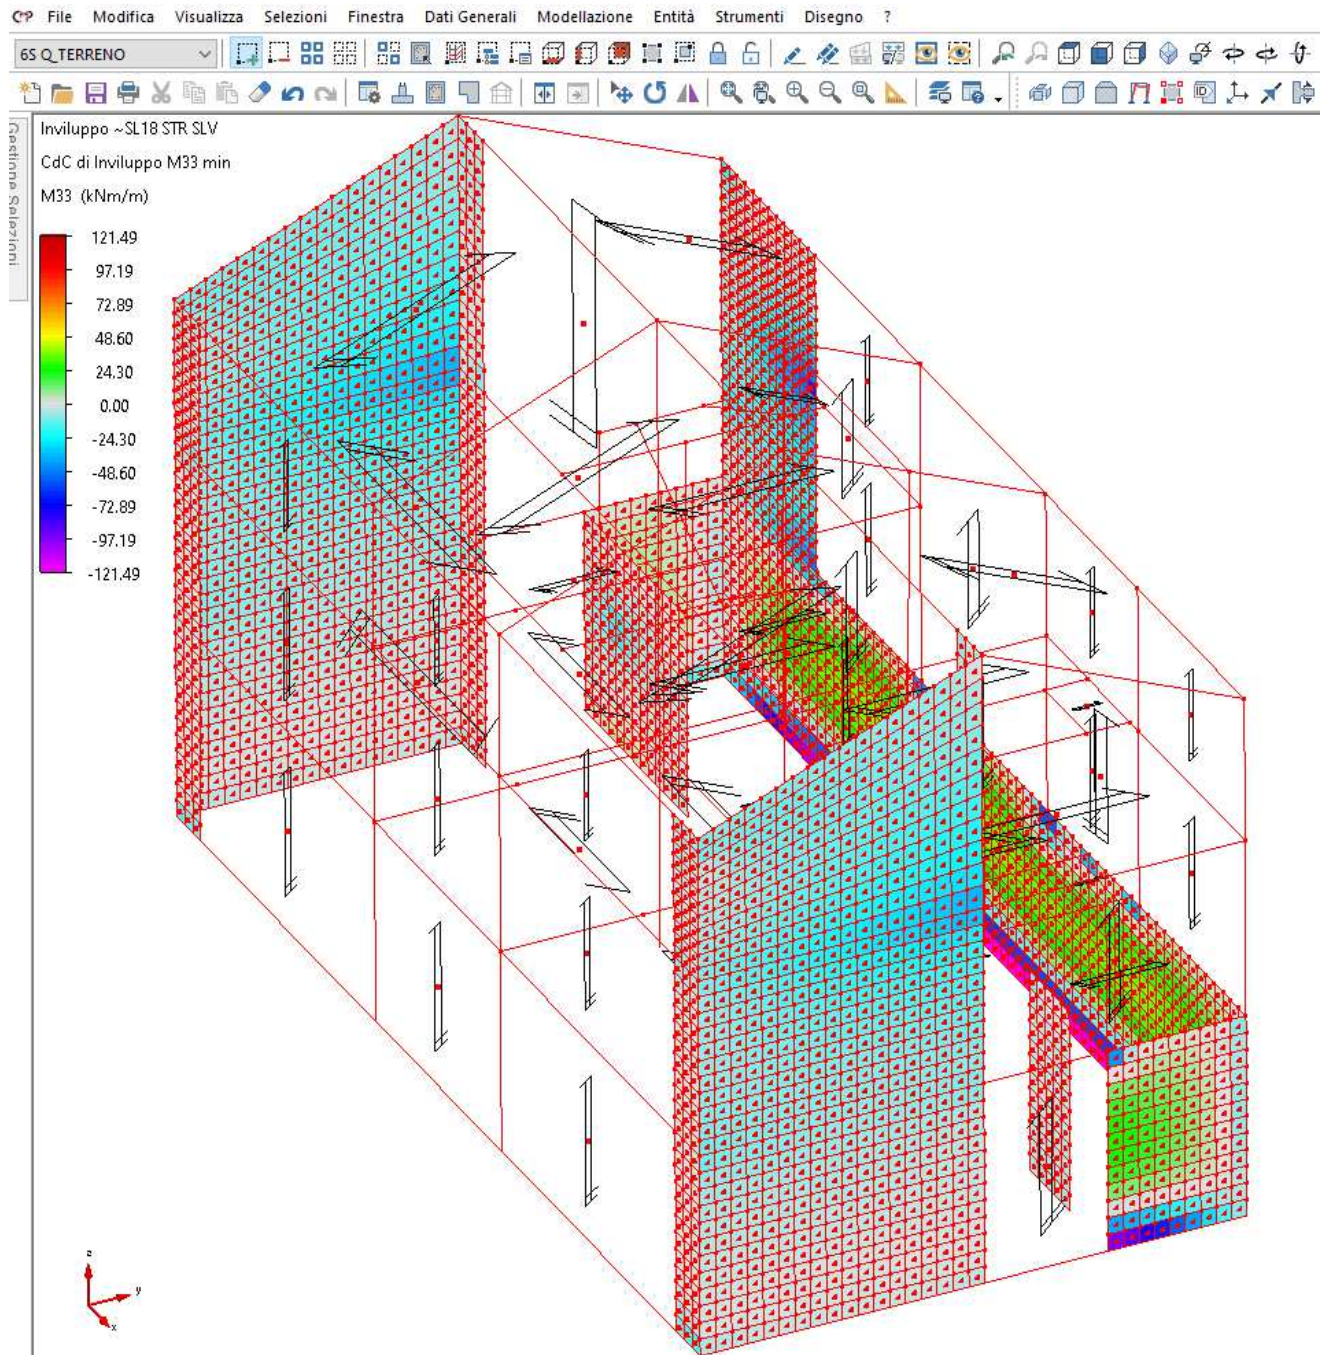 File Modifica Visualizza Selezioni Finestra Dati Generali Modellazione Entità Strumenti Disegno ?
6S Q_TERRENO
Gestione Selezioni
Inviluppo ~SL18 STR SLV
CdC di Inviluppo M33 min
M33 (kNm/m)
121.49
97.19
72.89
48.60
24.30
0.00
-24.30
-48.60
-72.89
-97.19
-121.49
z
y
x